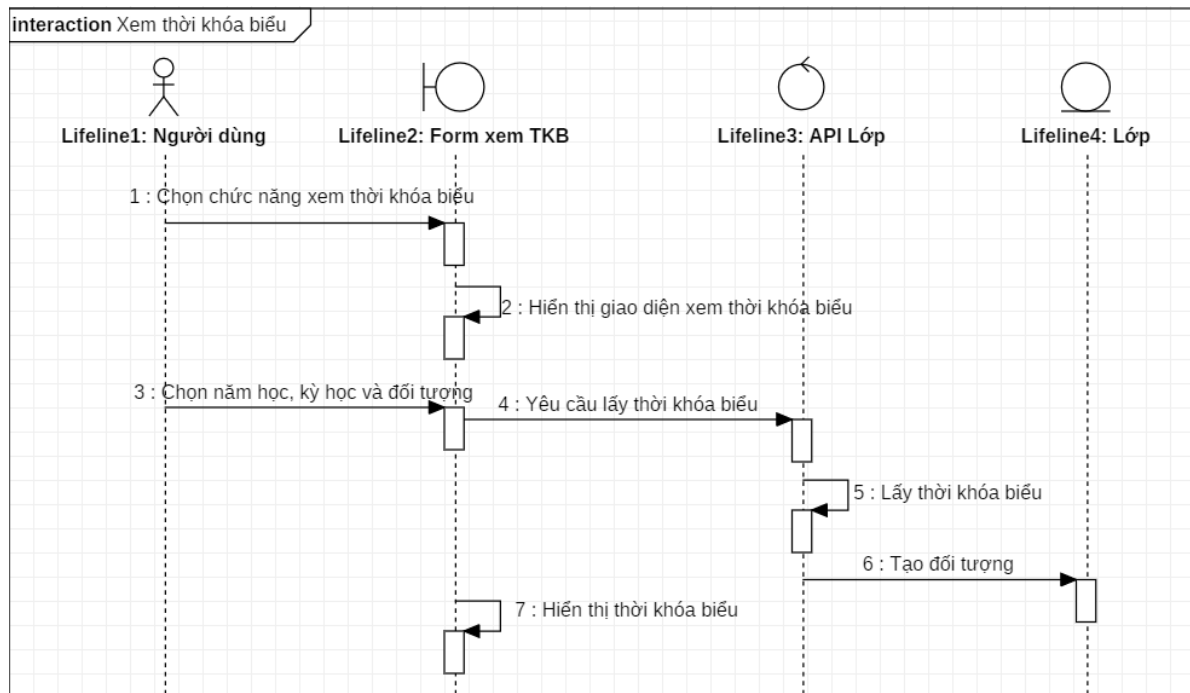 interaction Xem thời khóa biểu
Lifeline1: Người dùng
Lifeline2: Form xem TKB
Lifeline3: API Lớp
Lifeline4: Lớp
1 : Chọn chức năng xem thời khóa biểu
2 : Hiển thị giao diện xem thời khóa biểu
3 : Chọn năm học, kỳ học và đối tượng
4 : Yêu cầu lấy thời khóa biểu
5 : Lấy thời khóa biểu
6 : Tạo đối tượng
7 : Hiển thị thời khóa biểu